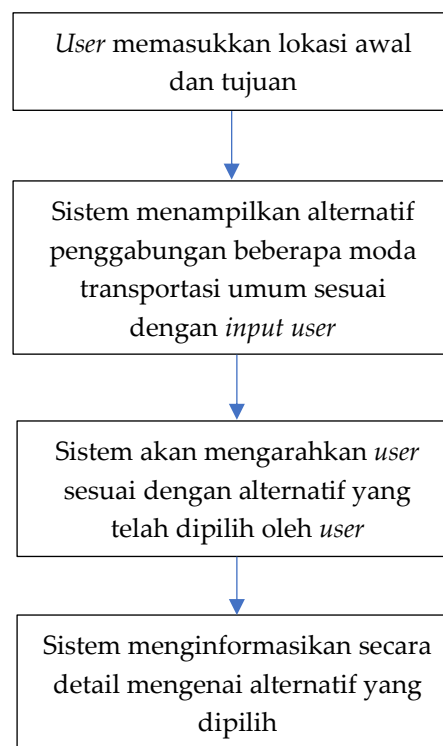 User memasukkan lokasi awal
dan tujuan
Sistem menampilkan alternatif
penggabungan beberapa moda
transportasi umum sesuai
dengan input user
Sistem akan mengarahkan user
sesuai dengan alternatif yang
telah dipilih oleh user
Sistem menginformasikan secara
detail mengenai alternatif yang
dipilih